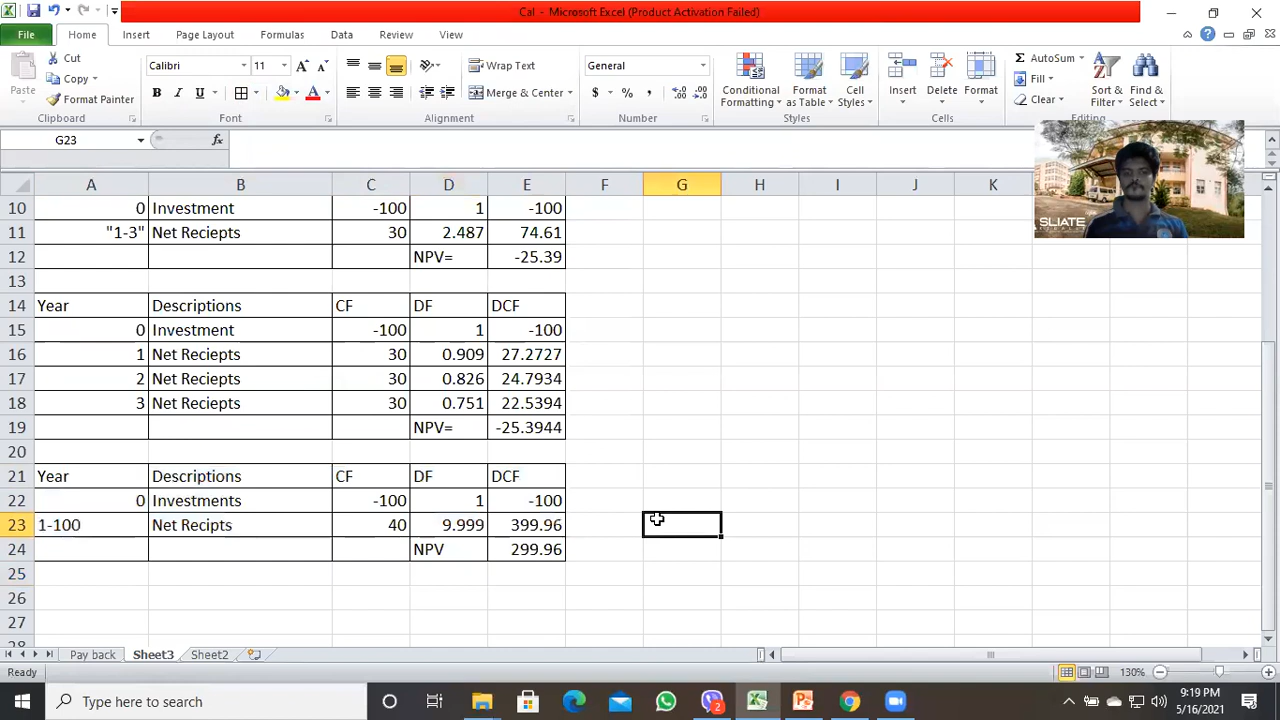 Cal - Microsoft Excel (Product Activation Failed)
File Home Insert Page Layout Formulas Data Review View
Paste Cut Copy Format Painter
Clipboard
Calibri 11
B I U A
Font
Wrap Text
Merge & Center
Alignment
General
$ % ,
Number
Conditional Formatting Format as Table Cell Styles
Styles
Insert Delete Format
Cells
Σ AutoSum
Fill
Clear
Sort & Filter Find & Select
Editing
G23 fx
A B C D E F G H I J K
10 0 Investment -100 1 -100
11 "1-3" Net Reciepts 30 2.487 74.61
12 NPV= -25.39
13
14 Year Descriptions CF DF DCF
15 0 Investment -100 1 -100
16 1 Net Reciepts 30 0.909 27.2727
17 2 Net Reciepts 30 0.826 24.7934
18 3 Net Reciepts 30 0.751 22.5394
19 NPV= -25.3944
20
21 Year Descriptions CF DF DCF
22 0 Investments -100 1 -100
23 1-100 Net Recipts 40 9.999 399.96
24 NPV 299.96
25
26
27
28
SLIATE
Pay back Sheet3 Sheet2
Ready
130%
Type here to search
2
9:19 PM
5/16/2021